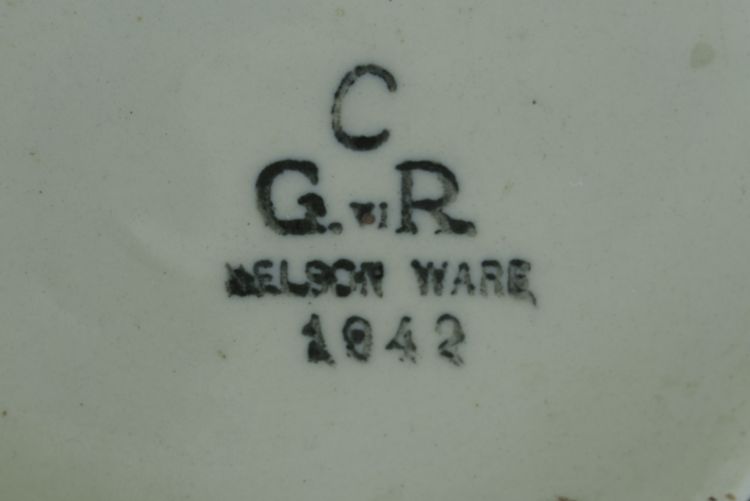 C
G. VI R.
NELSON WARE
1942